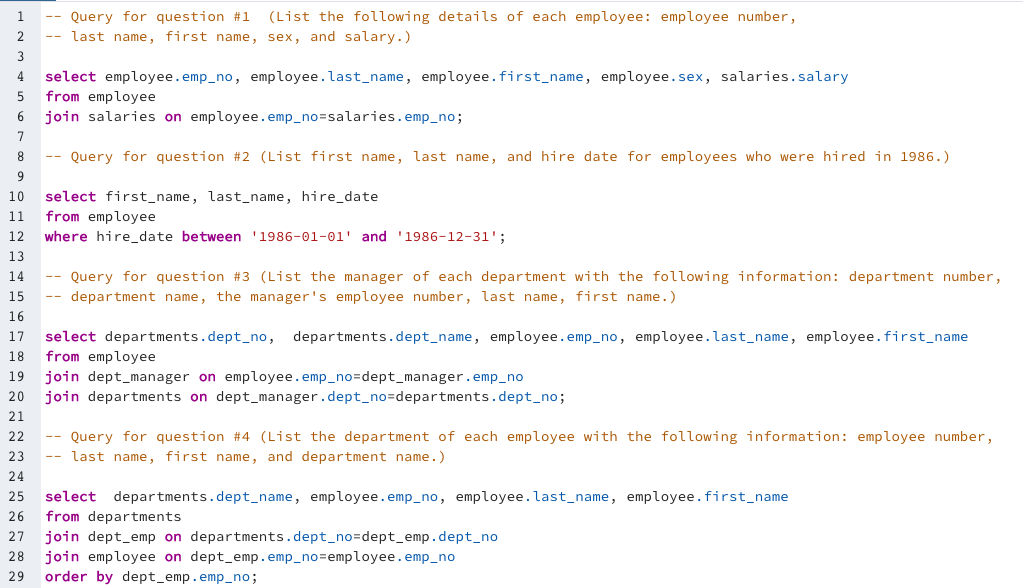 1 -- Query for question #1  (List the following details of each employee: employee number,
2 -- last name, first name, sex, and salary.)
3
4 select employee.emp_no, employee.last_name, employee.first_name, employee.sex, salaries.salary
5 from employee
6 join salaries on employee.emp_no=salaries.emp_no;
7
8 -- Query for question #2 (List first name, last name, and hire date for employees who were hired in 1986.)
9
10 select first_name, last_name, hire_date
11 from employee
12 where hire_date between '1986-01-01' and '1986-12-31';
13
14 -- Query for question #3 (List the manager of each department with the following information: department number,
15 -- department name, the manager's employee number, last name, first name.)
16
17 select departments.dept_no,  departments.dept_name, employee.emp_no, employee.last_name, employee.first_name
18 from employee
19 join dept_manager on employee.emp_no=dept_manager.emp_no
20 join departments on dept_manager.dept_no=departments.dept_no;
21
22 -- Query for question #4 (List the department of each employee with the following information: employee number,
23 -- last name, first name, and department name.)
24
25 select  departments.dept_name, employee.emp_no, employee.last_name, employee.first_name
26 from departments
27 join dept_emp on departments.dept_no=dept_emp.dept_no
28 join employee on dept_emp.emp_no=employee.emp_no
29 order by dept_emp.emp_no;